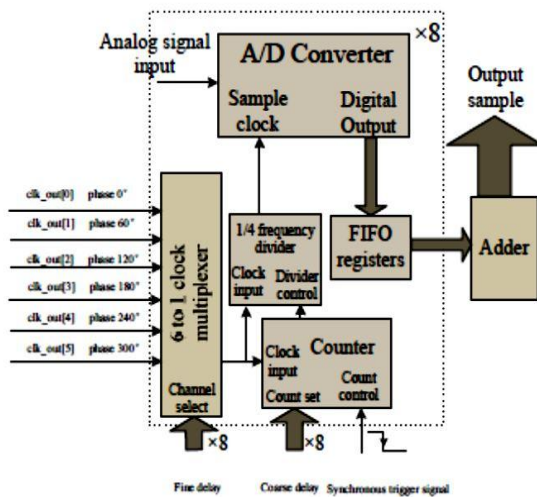 ×8
Analog signal
input
A/D Converter
Sample
clock
Digital
Output
Output
sample
clk_out[0] phase 0°
clk_out[1] phase 60°
clk_out[2] phase 120°
clk_out[3] phase 180°
clk_out[4] phase 240°
clk_out[5] phase 300°
6 to 1 clock
multiplexer
Channel
select
1/4 frequency
divider
Clock
input
Divider
control
FIFO
registers
Adder
Counter
Clock
input
Count set
Count
control
×8
×8
Fine delay
Coarse delay
Synchronous trigger signal